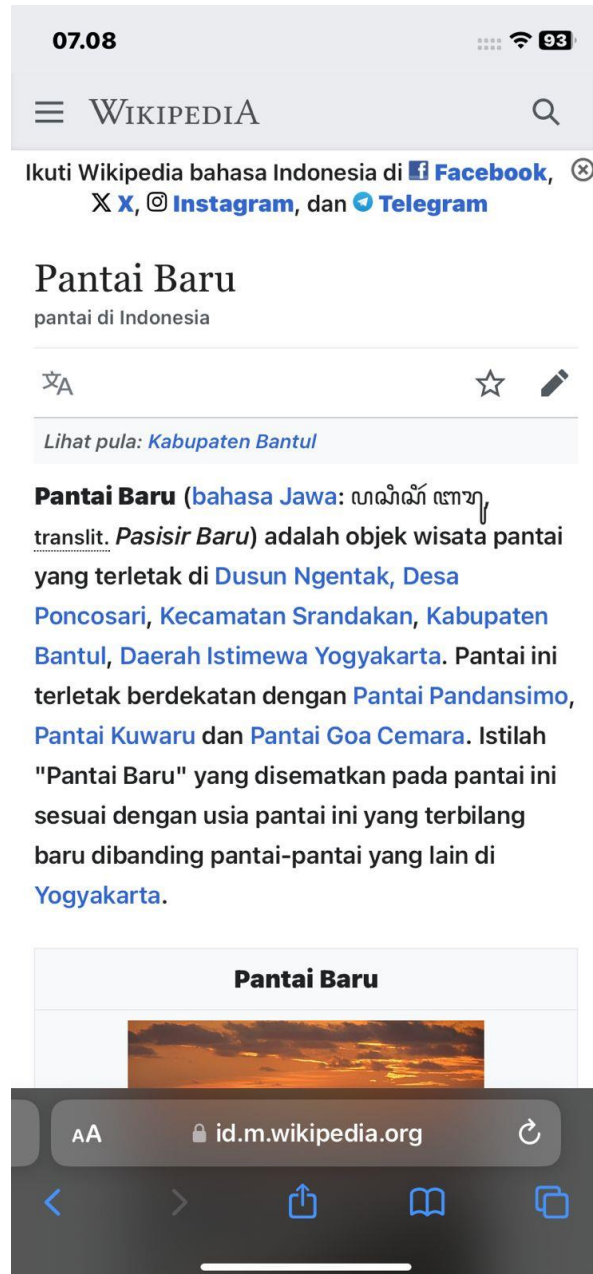 07.08
93
WIKIPEDIA
Ikuti Wikipedia bahasa Indonesia di Facebook,
X, Instagram, dan Telegram
Pantai Baru
pantai di Indonesia
文A
Lihat pula: Kabupaten Bantul
Pantai Baru (bahasa Jawa:
translit. Pasisir Baru) adalah objek wisata pantai
yang terletak di Dusun Ngentak, Desa
Poncosari, Kecamatan Srandakan, Kabupaten
Bantul, Daerah Istimewa Yogyakarta. Pantai ini
terletak berdekatan dengan Pantai Pandansimo,
Pantai Kuwaru dan Pantai Goa Cemara. Istilah
"Pantai Baru" yang disematkan pada pantai ini
sesuai dengan usia pantai ini yang terbilang
baru dibanding pantai-pantai yang lain di
Yogyakarta.
Pantai Baru
AA
id.m.wikipedia.org